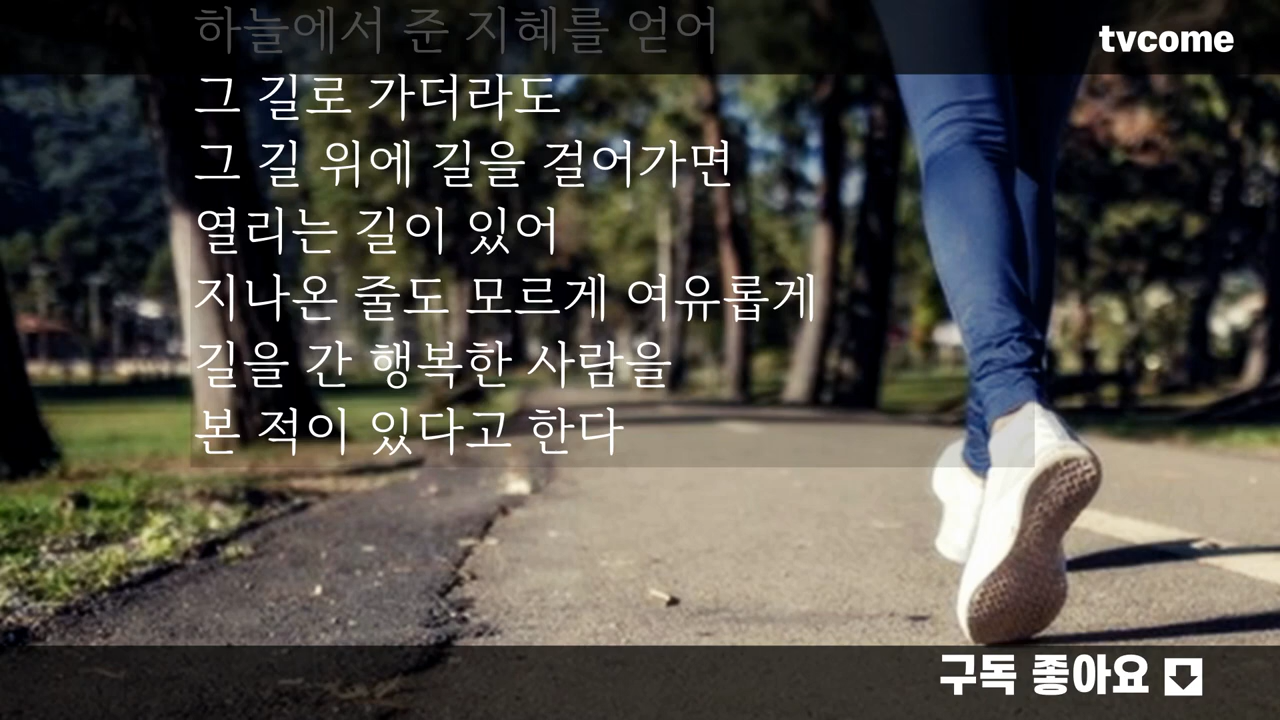 하늘에서 준 지혜를 얻어
tvcome
그 길로 가더라도
그 길 위에 길을 걸어가면
열리는 길이 있어
지나온 줄도 모르게 여유롭게
길을 간 행복한 사람을
본 적이 있다고 한다
구독 좋아요